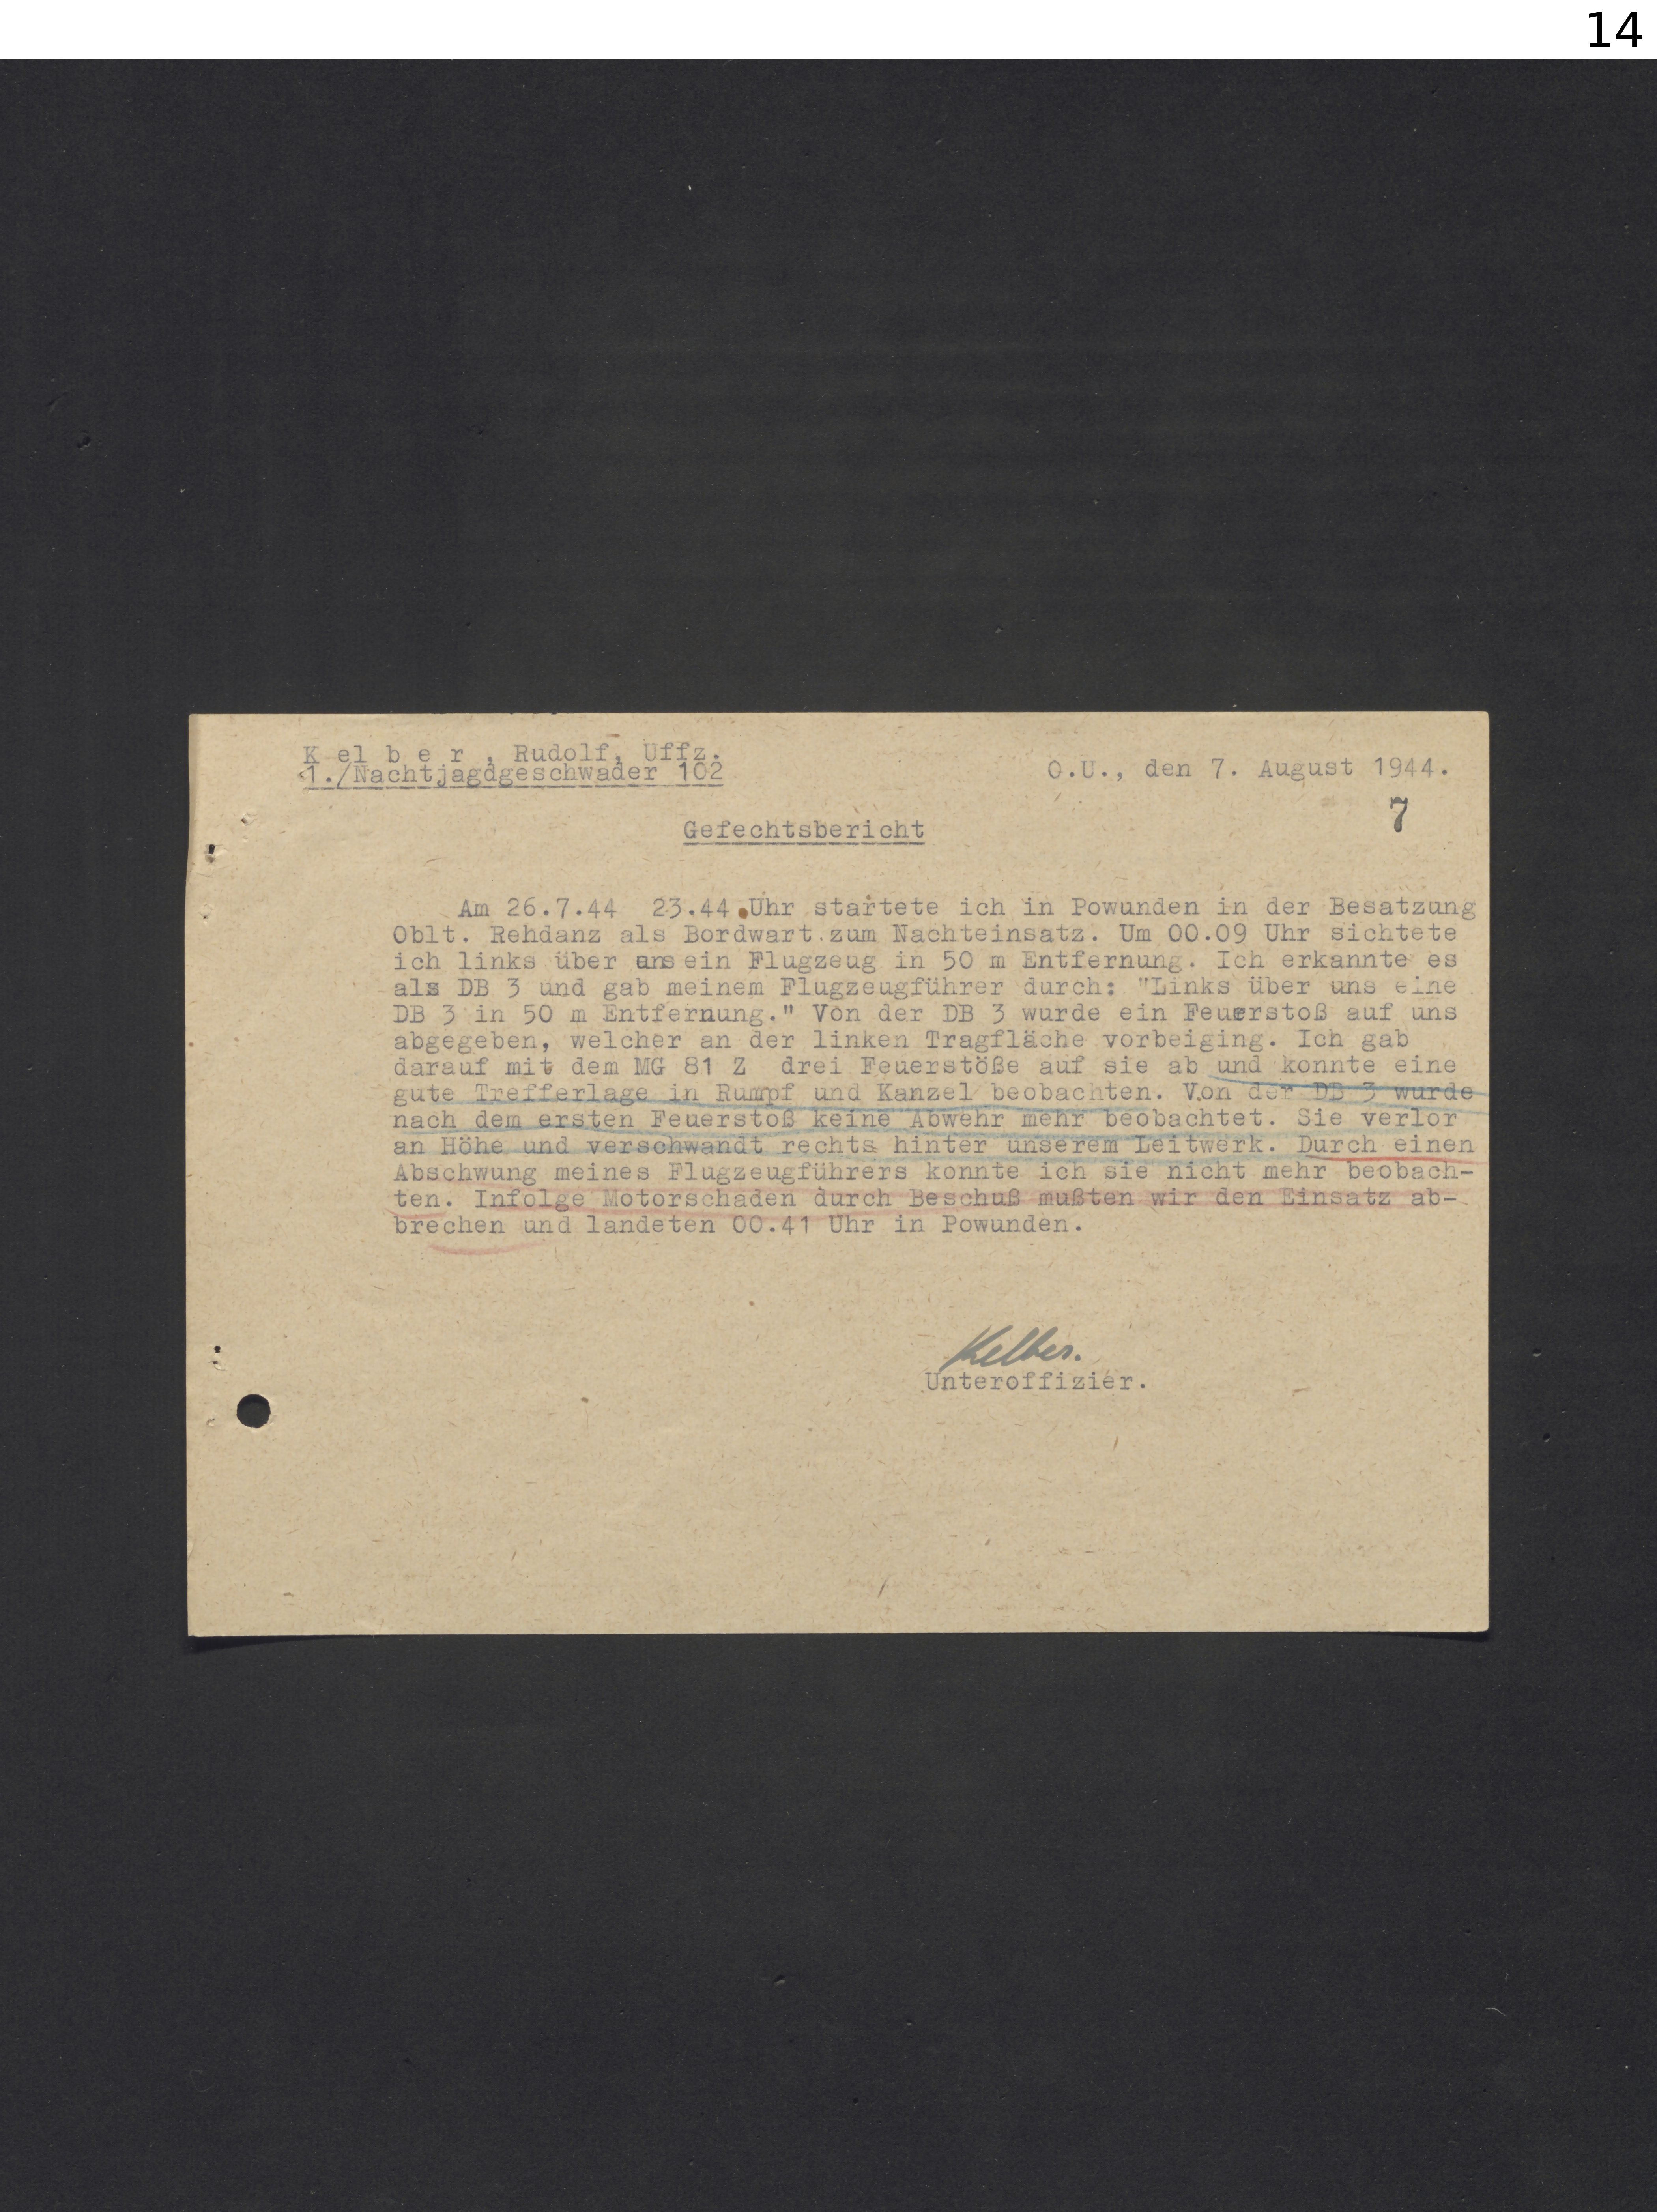 14
K el b e r , Rudolf, Uffz.
1./Nachtjagdgeschwader 102
O.U., den 7. August 1944.
7
Gefechtsbericht
Am 26.7.44 23.44 Uhr startete ich in Powunden in der Besatzung
Oblt. Rehdanz als Bordwart zum Nachteinsatz. Um 00.09 Uhr sichtete
ich links über uns ein Flugzeug in 50 m Entfernung. Ich erkannte es
als DB 3 und gab meinem Flugzeugführer durch: "Links über uns eine
DB 3 in 50 m Entfernung." Von der DB 3 wurde ein Feuerstoß auf uns
abgegeben, welcher an der linken Tragfläche vorbeiging. Ich gab
darauf mit dem MG 81 Z drei Feuerstöße auf sie ab und konnte eine
gute Trefferlage in Rumpf und Kanzel beobachten. Von der DB 3 wurde
nach dem ersten Feuerstoß keine Abwehr mehr beobachtet. Sie verlor
an Höhe und verschwandt rechts hinter unserem Leitwerk. Durch einen
Abschwung meines Flugzeugführers konnte ich sie nicht mehr beobach-
ten. Infolge Motorschaden durch Beschuß mußten wir den Einsatz ab-
brechen und landeten 00.41 Uhr in Powunden.
Kelber.
Unteroffizier.